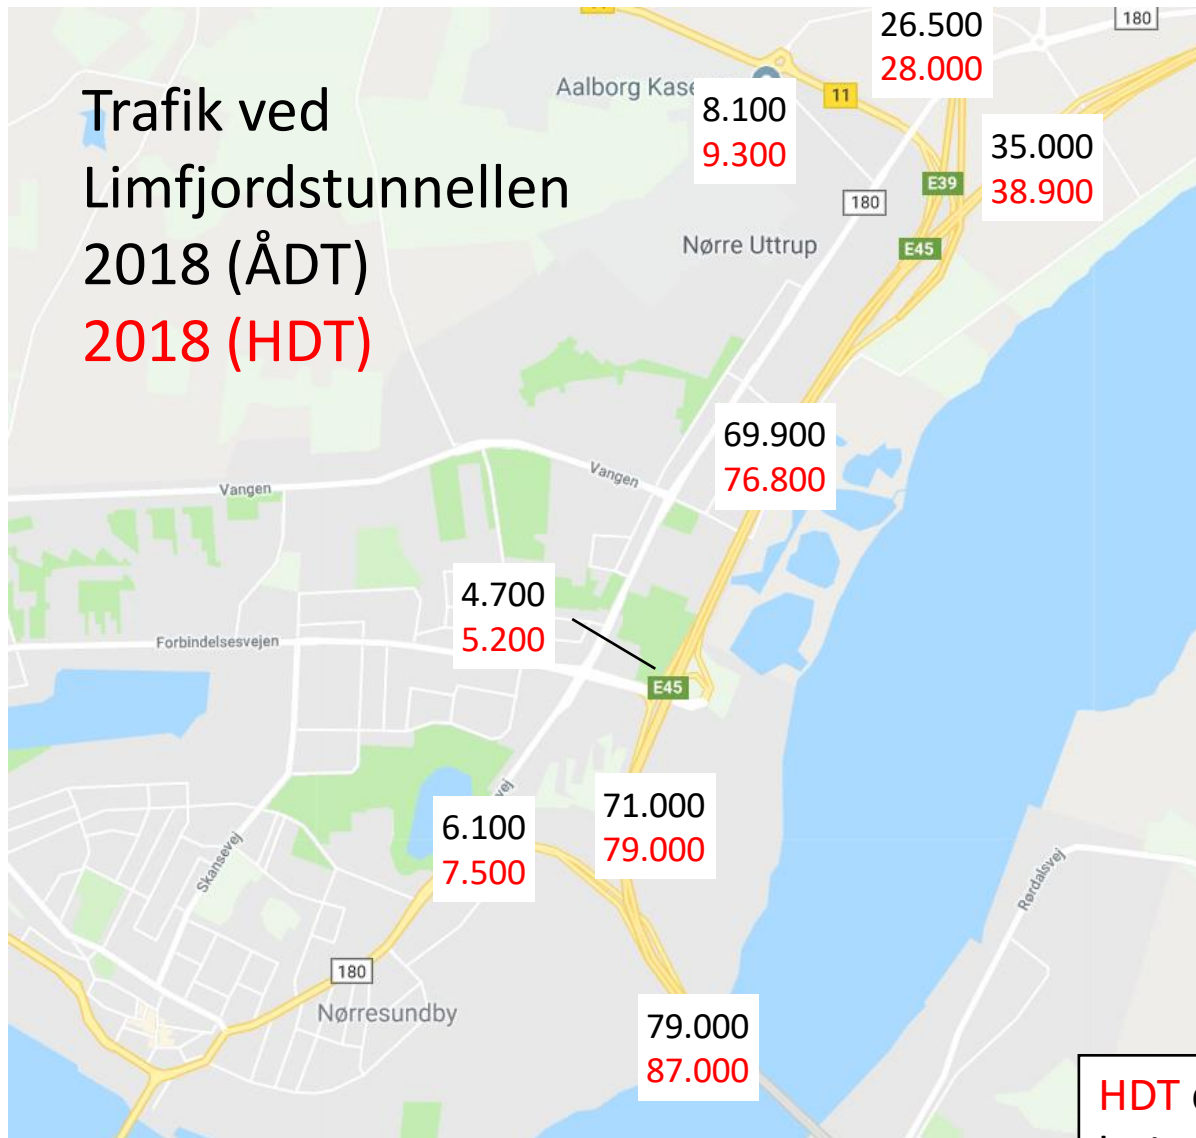 26.500
28.000
180
Trafik ved
Limfjordstunnellen
2018 (ÅDT)
2018 (HDT)
Aalborg
8.100
9.300
11
35.000
38.900
E39
180
E45
Nørre Uttrup
69.900
76.800
Vangen
Vangen
4.700
5.200
Forbindelsesvejen
E45
71.000
79.000
6.100
7.500
Skansevej
Rørdalsvej
180
Nørresundby
79.000
87.000
HDT